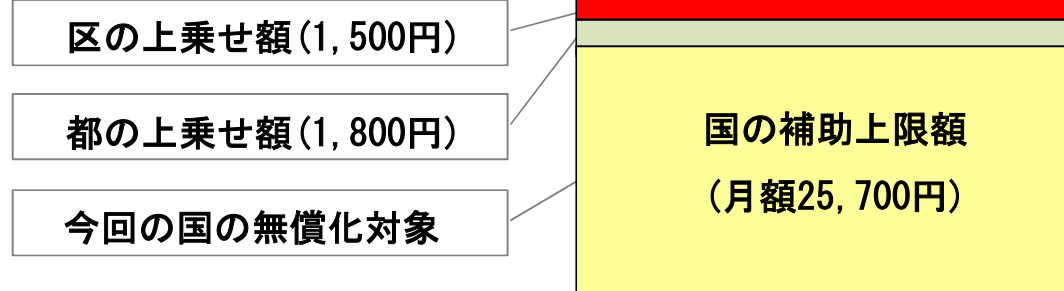 区の上乗せ額(1,500円)
都の上乗せ額(1,800円)
今回の国の無償化対象
国の補助上限額
(月額25,700円)